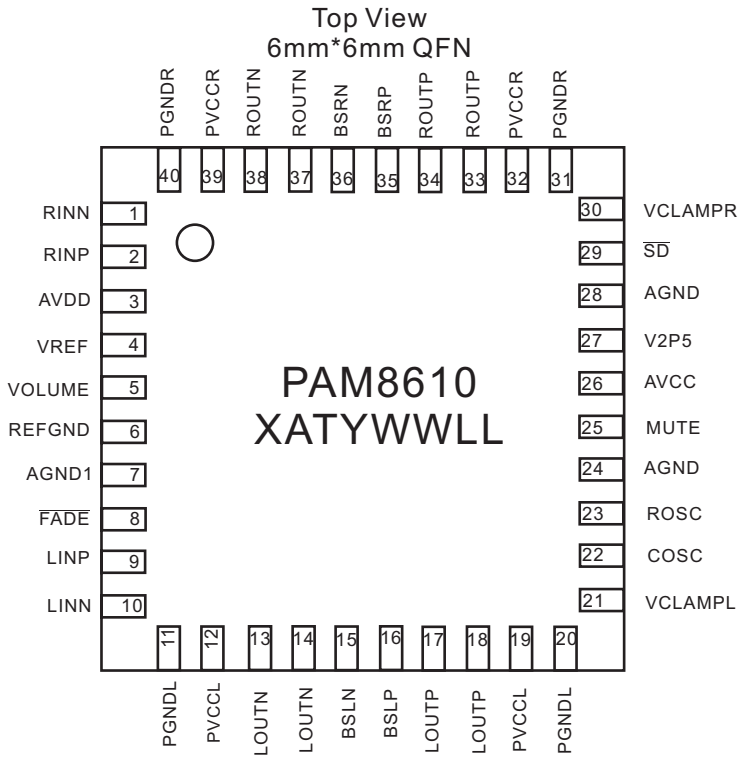 Top View
6mm*6mm QFN
PGNDR PVCCR ROUTN ROUTN BSRN BSRP ROUTP ROUTP PVCCR PGNDR
40 39 38 37 36 35 34 33 32 31
RINN 1
RINP 2
AVDD 3
VREF 4
VOLUME 5
REFGND 6
AGND1 7
FADE 8
LINP 9
LINN 10
30 VCLAMPR
29 SD
28 AGND
27 V2P5
26 AVCC
25 MUTE
24 AGND
23 ROSC
22 COSC
21 VCLAMPL
PAM8610
XATYWWLL
11 12 13 14 15 16 17 18 19 20
PGNDL PVCCL LOUTN LOUTN BSLN BSLP LOUTP LOUTP PVCCL PGNDL